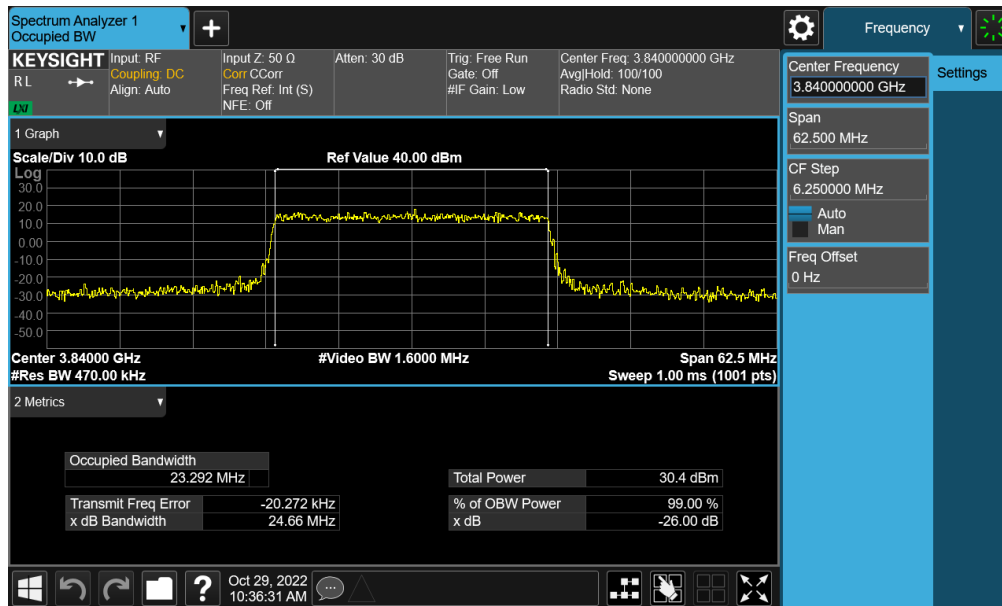 Spectrum Analyzer 1
Occupied BW
Frequency
KEYSIGHT
R L
LXI
Input: RF
Coupling: DC
Align: Auto
Input Z: 50 Ω
Corr CCorr
Freq Ref: Int (S)
NFE: Off
Atten: 30 dB
Trig: Free Run
Gate: Off
#IF Gain: Low
Center Freq: 3.840000000 GHz
Avg|Hold: 100/100
Radio Std: None
Center Frequency
3.840000000 GHz
Settings
Span
62.500 MHz
CF Step
6.250000 MHz
Auto
Man
Freq Offset
0 Hz
1 Graph
Scale/Div 10.0 dB
Ref Value 40.00 dBm
Log
30.0
20.0
10.0
0.00
-10.0
-20.0
-30.0
-40.0
-50.0
Center 3.84000 GHz
#Video BW 1.6000 MHz
Span 62.5 MHz
#Res BW 470.00 kHz
Sweep 1.00 ms (1001 pts)
2 Metrics
Occupied Bandwidth
23.292 MHz
Total Power 30.4 dBm
Transmit Freq Error -20.272 kHz
% of OBW Power 99.00 %
x dB Bandwidth 24.66 MHz
x dB -26.00 dB
Oct 29, 2022
10:36:31 AM